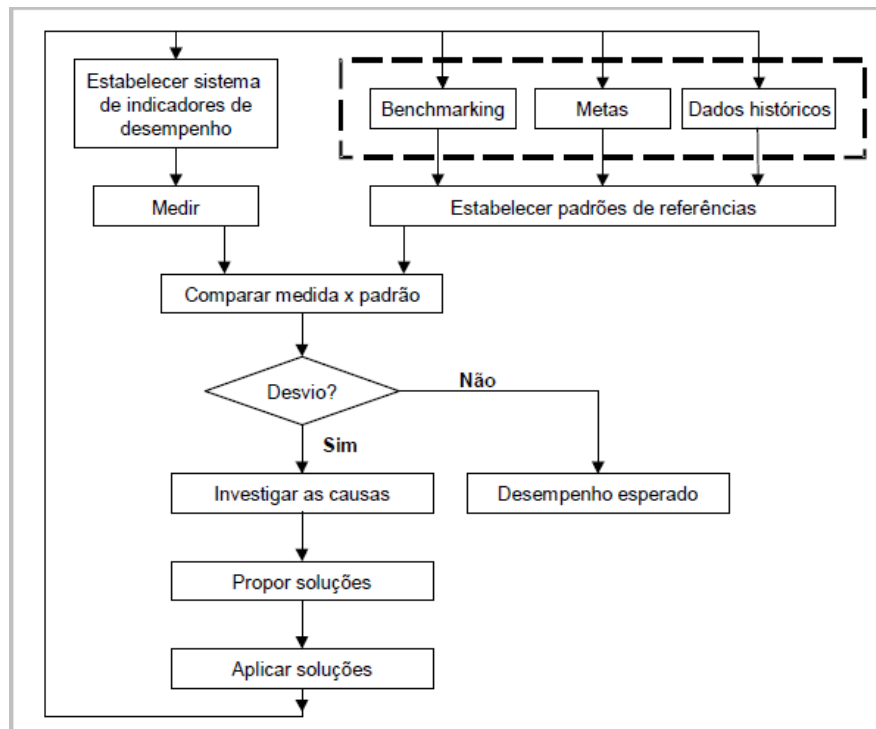 Estabelecer sistema
de indicadores de
desempenho
Benchmarking
Metas
Dados históricos
Medir
Estabelecer padrões de referências
Comparar medida x padrão
Desvio?
Não
Sim
Investigar as causas
Desempenho esperado
Propor soluções
Aplicar soluções